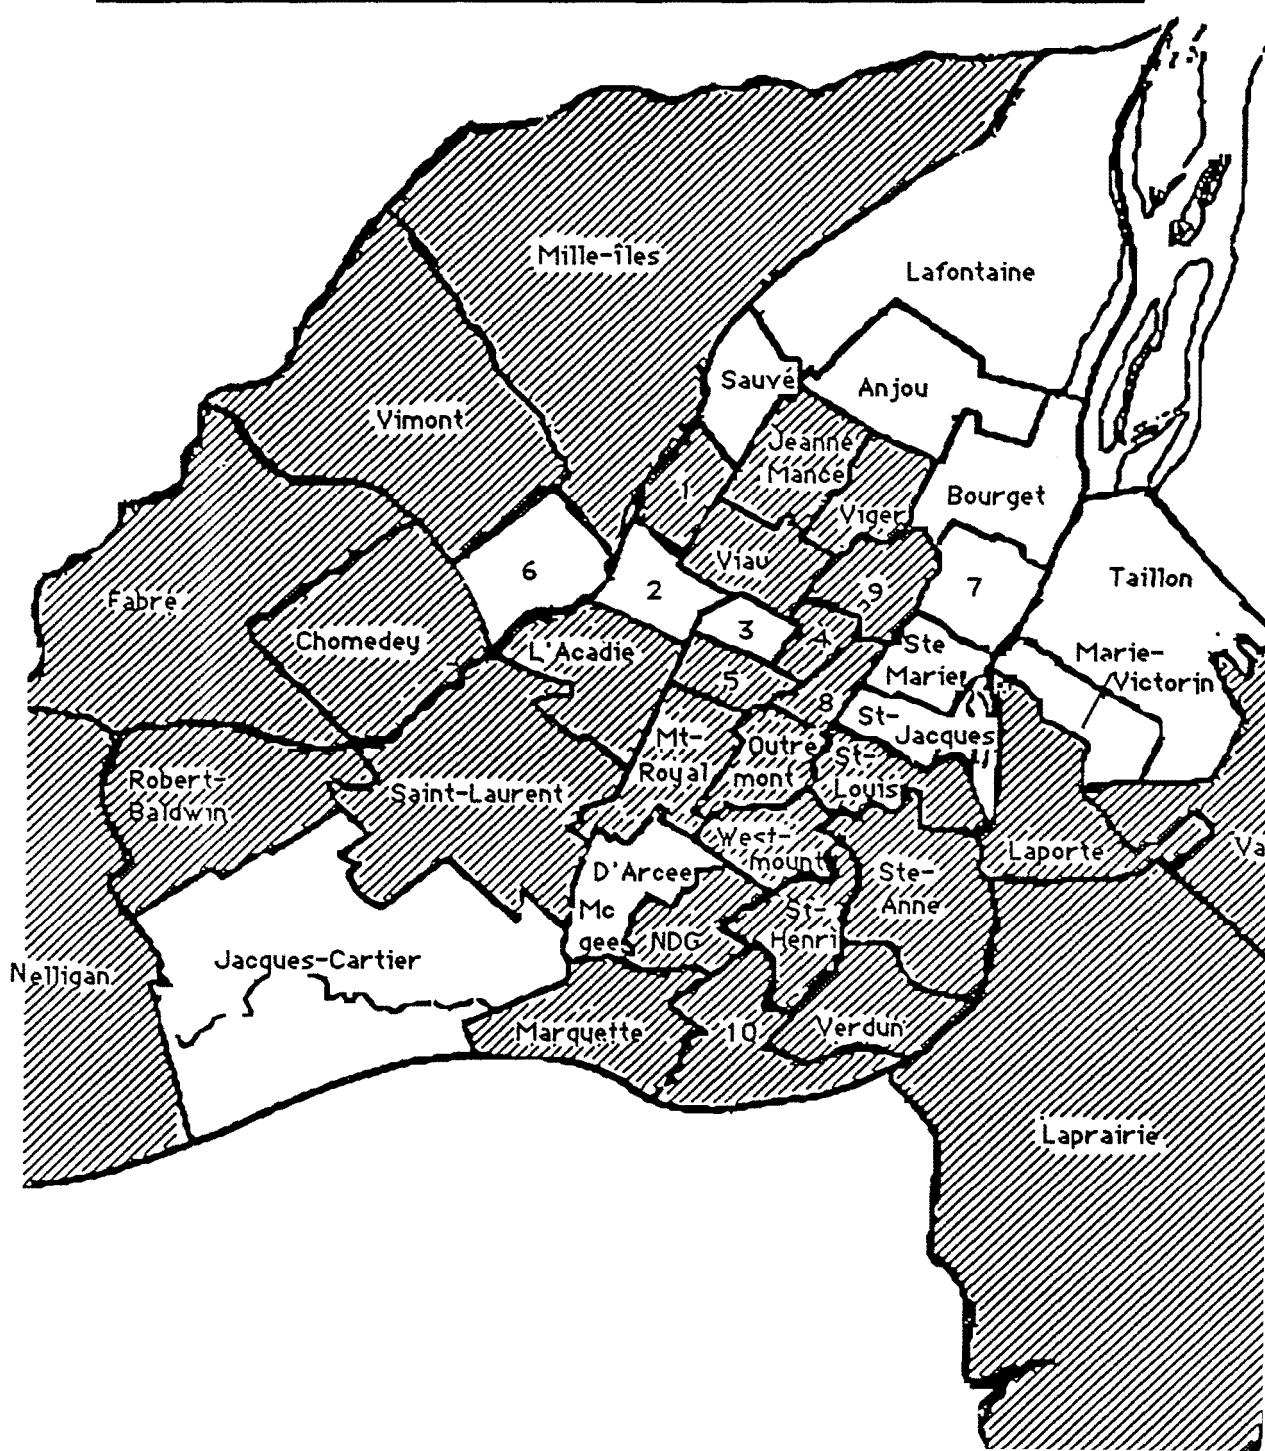 Mille-îles
Lafontaine
Sauvé
Anjou
Vimont
Jeanne
Mance
1
Bourget
Viger
Viau
6
2
9
7
Taillon
Fabre
3
4
Chomedey
L'Acadie
Ste
Marie
Marie-
Victorin
5
8
St-
Jacques
Mt-
Royal
Outre
mont
St-
Louis
Robert-
Baldwin
Saint-Laurent
West-
mount
Laporte
Va
D'Arcee
Mc
gee
Ste-
Anne
St-
Henri
NDG
Jacques-Cartier
Nelligan
Marquette
10
Verdun
Laprairie